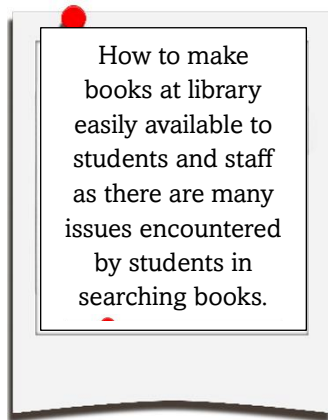 How to make
books at library
easily available to
students and staff
as there are many
issues encountered
by students in
searching books.